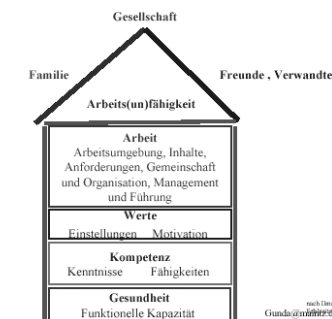 Gesellschaft
Familie
Freunde , Verwandte
Arbeits(un)fähigkeit
Arbeit
Arbeitsumgebung, Inhalte,
Anforderungen, Gemeinschaft
und Organisation, Management
und Führung
Werte
Einstellungen Motivation
Kompetenz
Kenntnisse Fähigkeiten
Gesundheit
Funktionelle Kapazität
nach